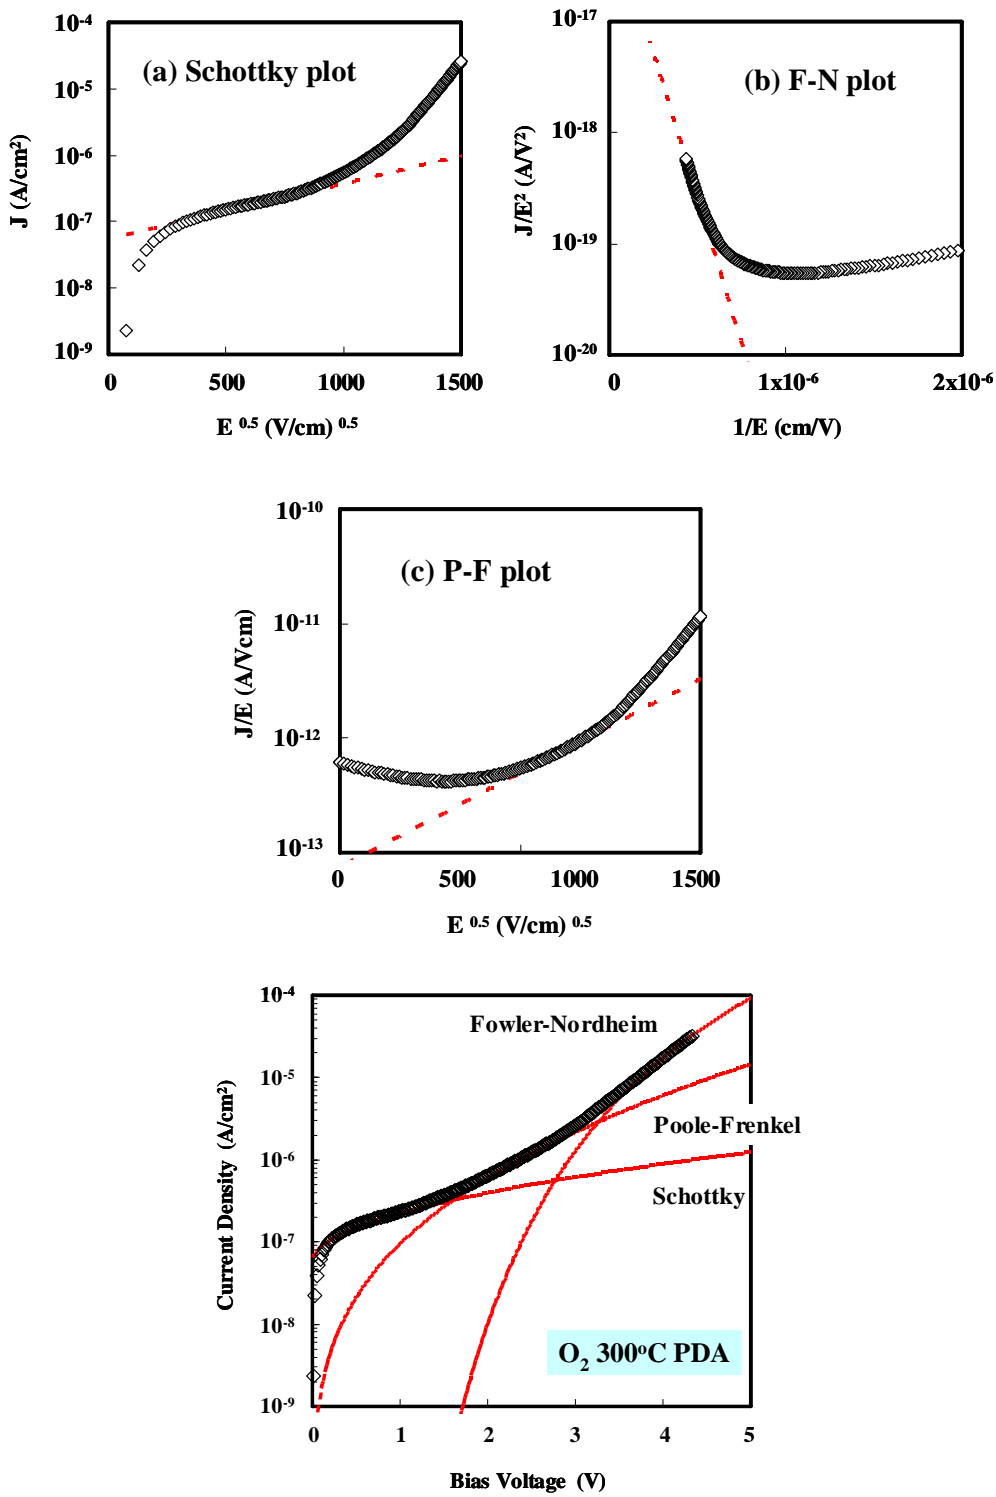 (a) Schottky plot
10⁻⁴
10⁻⁵
10⁻⁶
10⁻⁷
10⁻⁸
10⁻⁹
J (A/cm²)
0 500 1000 1500
E 0.5 (V/cm) 0.5
(b) F-N plot
10⁻¹⁷
10⁻¹⁸
10⁻¹⁹
10⁻²⁰
J/E² (A/V²)
0 1x10⁻⁶ 2x10⁻⁶
1/E (cm/V)
(c) P-F plot
10⁻¹⁰
10⁻¹¹
10⁻¹²
10⁻¹³
J/E (A/Vcm)
0 500 1000 1500
E 0.5 (V/cm) 0.5
10⁻⁴
10⁻⁵
10⁻⁶
10⁻⁷
10⁻⁸
10⁻⁹
Current Density (A/cm²)
Fowler-Nordheim
Poole-Frenkel
Schottky
O₂ 300ºC PDA
0 1 2 3 4 5
Bias Voltage (V)